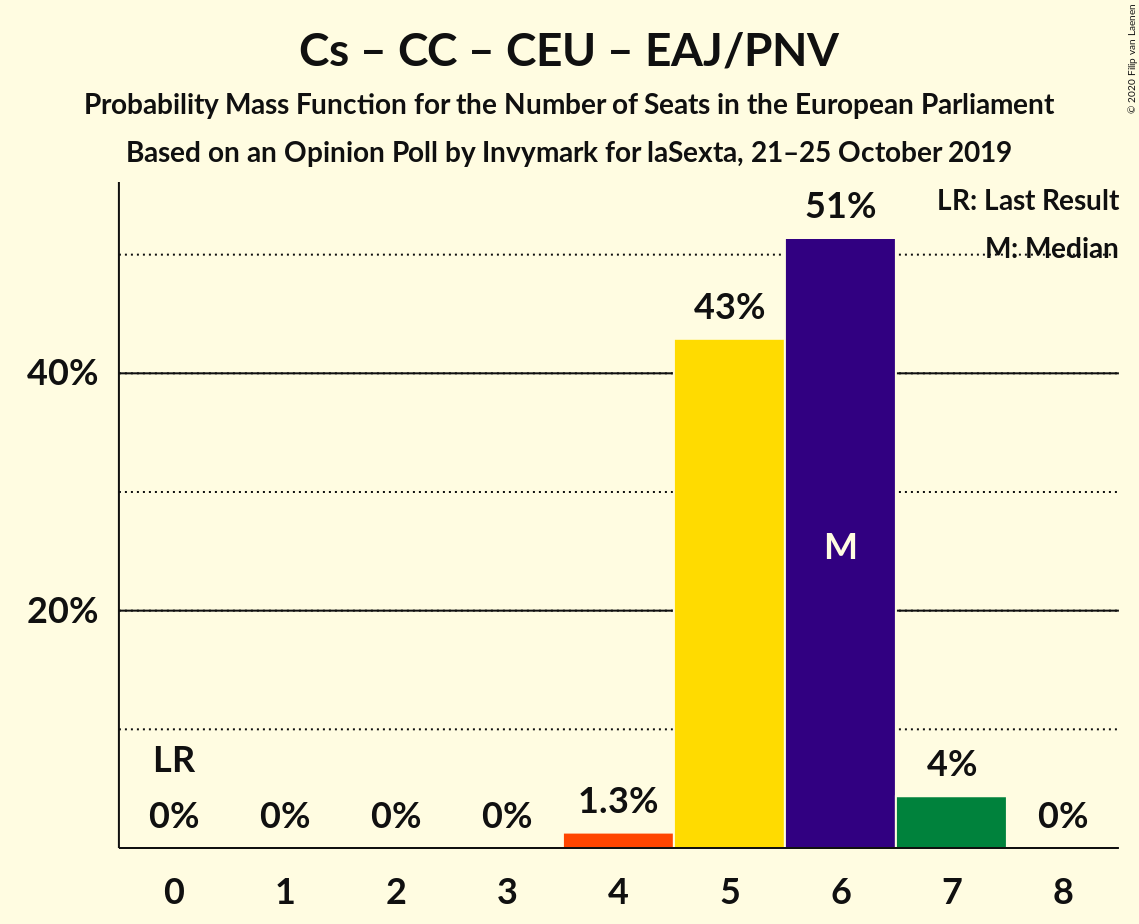 Cs – CC – CEU – EAJ/PNV
Probability Mass Function for the Number of Seats in the European Parliament
Based on an Opinion Poll by Invymark for laSexta, 21–25 October 2019
© 2020 Filip van Laenen
LR: Last Result
M: Median
51%
43%
40%
M
20%
LR
4%
1.3%
0% 0% 0% 0% 0%
0 1 2 3 4 5 6 7 8